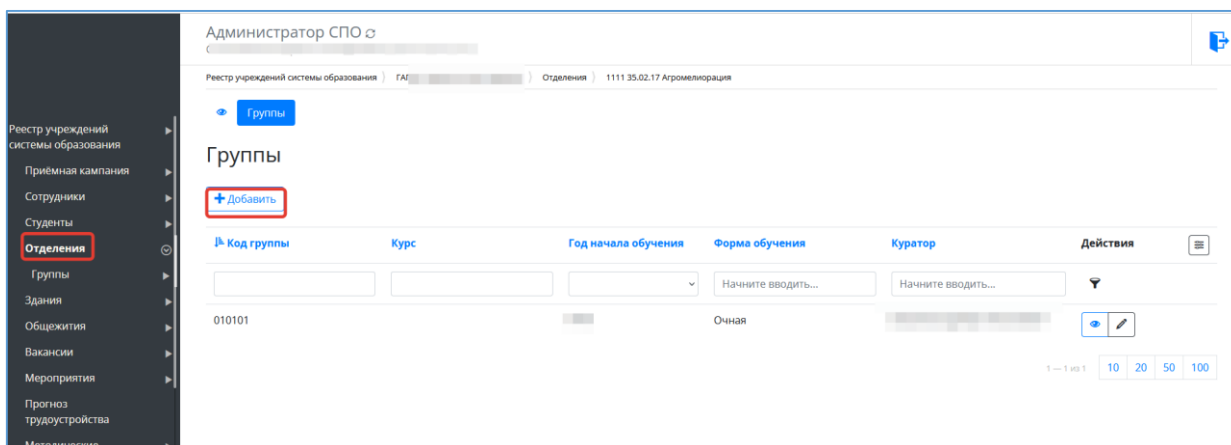 Администратор СПО
Реестр учреждений системы образования
Отделения
1111 35.02.17 Агромелиорация
Группы
Реестр учреждений
системы образования
Приёмная кампания
Сотрудники
Студенты
Отделения
Группы
Здания
Общежития
Вакансии
Мероприятия
Прогноз
трудоустройства
Методические
Группы
Добавить
Код группы Курс Год начала обучения Форма обучения Куратор Действия
Начните вводить... Начните вводить...
010101 Очная
1 — 1 из 1 10 20 50 100